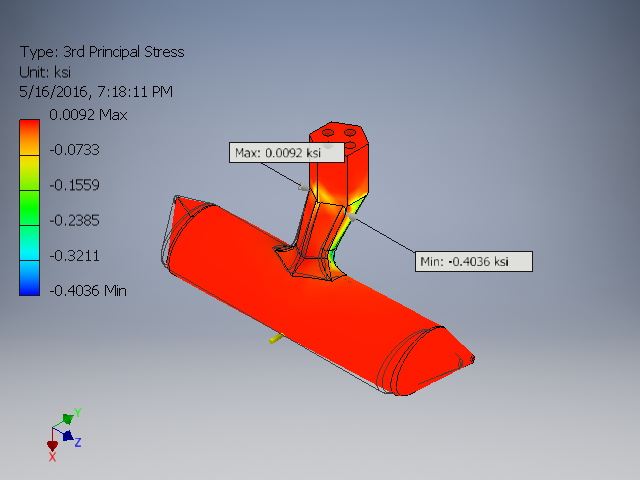 Type: 3rd Principal Stress
Unit: ksi
5/16/2016, 7:18:11 PM
0.0092 Max
-0.0733
-0.1559
-0.2385
-0.3211
-0.4036 Min
Max: 0.0092 ksi
Min: -0.4036 ksi
Y
Z
X